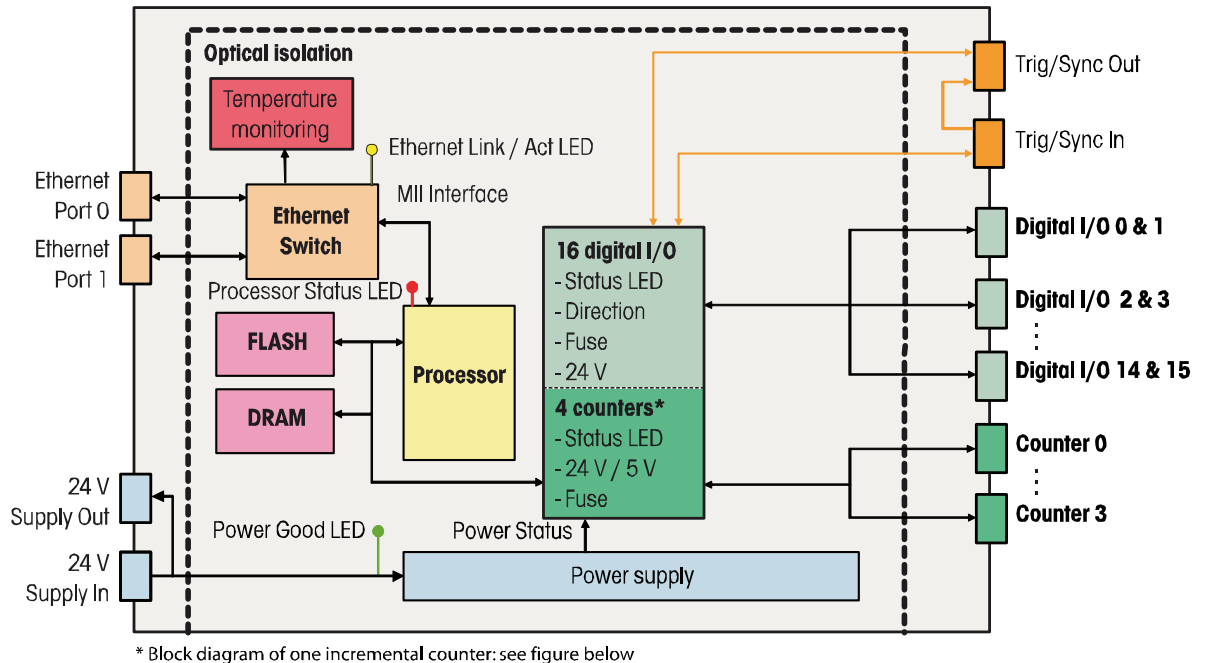 Optical isolation
Temperature
monitoring
Ethernet Link / Act LED
MII Interface
Ethernet
Port 0
Ethernet
Port 1
Ethernet
Switch
Processor Status LED
FLASH
DRAM
Processor
16 digital I/O
- Status LED
- Direction
- Fuse
- 24 V
4 counters*
- Status LED
- 24 V / 5 V
- Fuse
Trig/Sync Out
Trig/Sync In
Digital I/O 0 & 1
Digital I/O 2 & 3
Digital I/O 14 & 15
Counter 0
Counter 3
24 V
Supply Out
24 V
Supply In
Power Good LED
Power Status
Power supply
* Block diagram of one incremental counter: see figure below